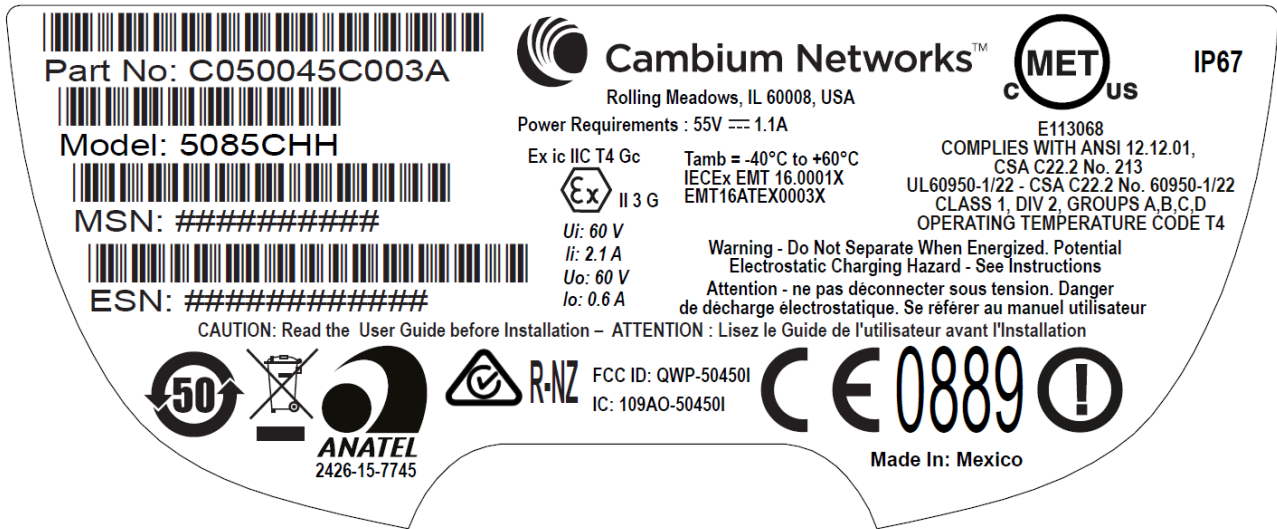 Part No: C050045C003A
Model: 5085CHH
MSN: ##########
ESN: ############
Cambium Networks™
Rolling Meadows, IL 60008, USA
Power Requirements : 55V 1.1A
Ex ic IIC T4 Gc
Ex II 3 G
Ui: 60 V
Ii: 2.1 A
Uo: 60 V
Io: 0.6 A
Tamb = -40°C to +60°C
IECEx EMT 16.0001X
EMT16ATEX0003X
C MET US
IP67
E113068
COMPLIES WITH ANSI 12.12.01,
CSA C22.2 No. 213
UL60950-1/22 - CSA C22.2 No. 60950-1/22
CLASS 1, DIV 2, GROUPS A,B,C,D
OPERATING TEMPERATURE CODE T4
Warning - Do Not Separate When Energized. Potential
Electrostatic Charging Hazard - See Instructions
Attention - ne pas déconnecter sous tension. Danger
de décharge électrostatique. Se référer au manuel utilisateur
CAUTION: Read the User Guide before Installation – ATTENTION : Lisez le Guide de l'utilisateur avant l'Installation
50
ANATEL
2426-15-7745
R-NZ
FCC ID: QWP-50450I
IC: 109AO-50450I
CE 0889 !
Made In: Mexico